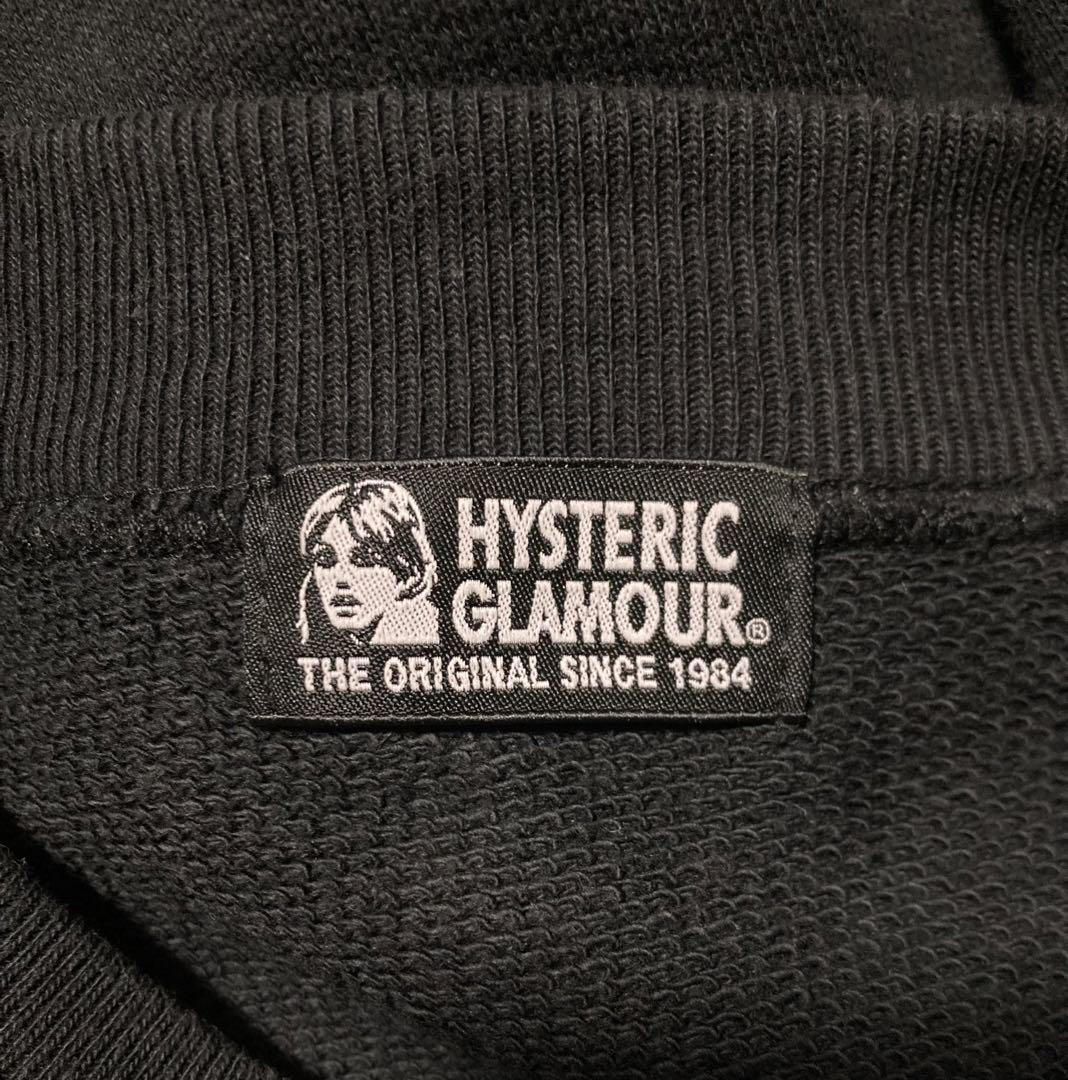 HYSTERIC
GLAMOUR®
THE ORIGINAL SINCE 1984